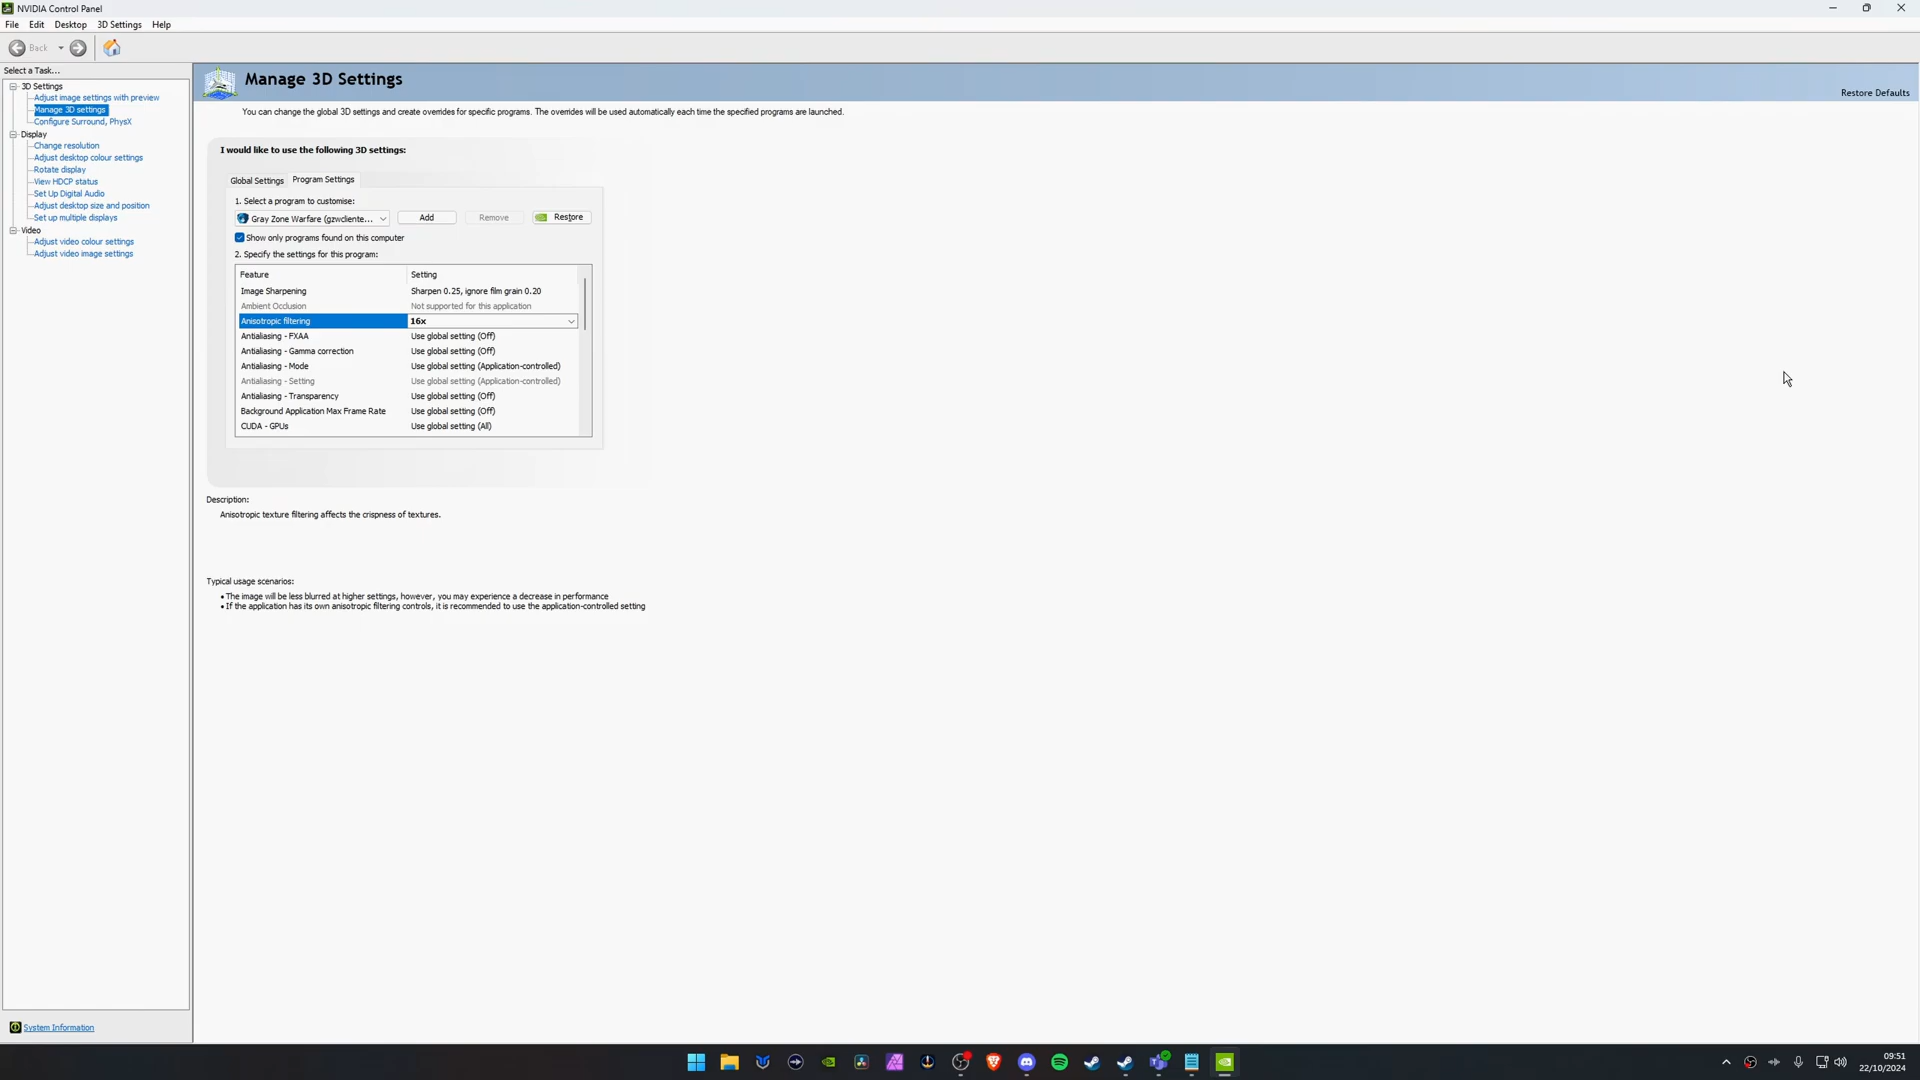 NVIDIA Control Panel
File Edit Desktop 3D Settings Help
Back
Select a Task...
3D Settings
Adjust image settings with preview
Manage 3D settings
Configure Surround, PhysX
Display
Change resolution
Adjust desktop colour settings
Rotate display
View HDCP status
Set Up Digital Audio
Adjust desktop size and position
Set up multiple displays
Video
Adjust video colour settings
Adjust video image settings
System Information
Manage 3D Settings
Restore Defaults
You can change the global 3D settings and create overrides for specific programs. The overrides will be used automatically each time the specified programs are launched.
I would like to use the following 3D settings:
Global Settings Program Settings
1. Select a program to customise:
Gray Zone Warfare (gzwcliente... Add Remove Restore
Show only programs found on this computer
2. Specify the settings for this program:
Feature Setting
Image Sharpening Sharpen 0.25, ignore film grain 0.20
Ambient Occlusion Not supported for this application
Anisotropic filtering 16x
Antialiasing - FXAA Use global setting (Off)
Antialiasing - Gamma correction Use global setting (Off)
Antialiasing - Mode Use global setting (Application-controlled)
Antialiasing - Setting Use global setting (Application-controlled)
Antialiasing - Transparency Use global setting (Off)
Background Application Max Frame Rate Use global setting (Off)
CUDA - GPUs Use global setting (All)
Description:
Anisotropic texture filtering affects the crispness of textures.
Typical usage scenarios:
• The image will be less blurred at higher settings, however, you may experience a decrease in performance
• If the application has its own anisotropic filtering controls, it is recommended to use the application-controlled setting
09:51
22/10/2024